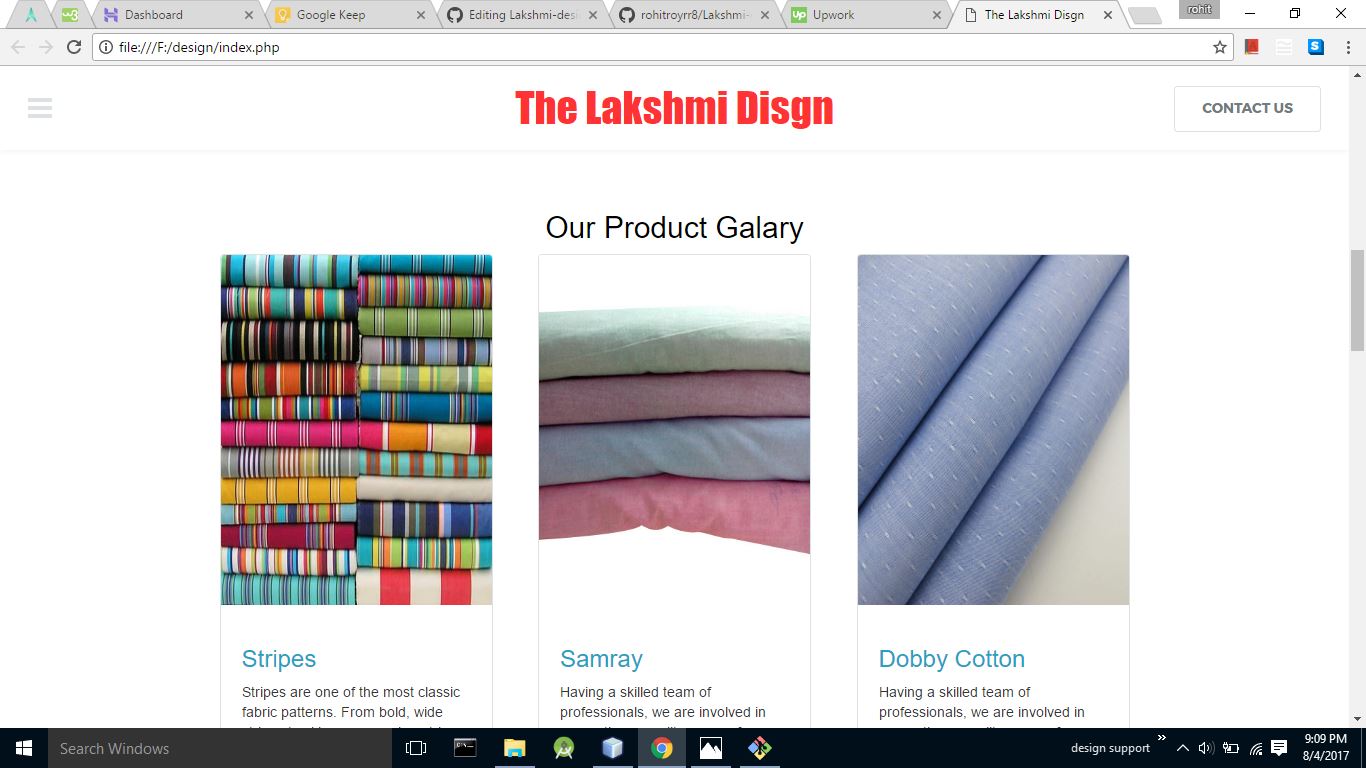 Dashboard
Google Keep
Editing Lakshmi-desi
rohitroyrr8/Lakshmi-
Upwork
The Lakshmi Disgn
rohit
file:///F:/design/index.php
The Lakshmi Disgn
CONTACT US
Our Product Galary
Stripes
Samray
Dobby Cotton
Stripes are one of the most classic
fabric patterns. From bold, wide
Having a skilled team of
professionals, we are involved in
Having a skilled team of
professionals, we are involved in
Search Windows
design support
9:09 PM
8/4/2017